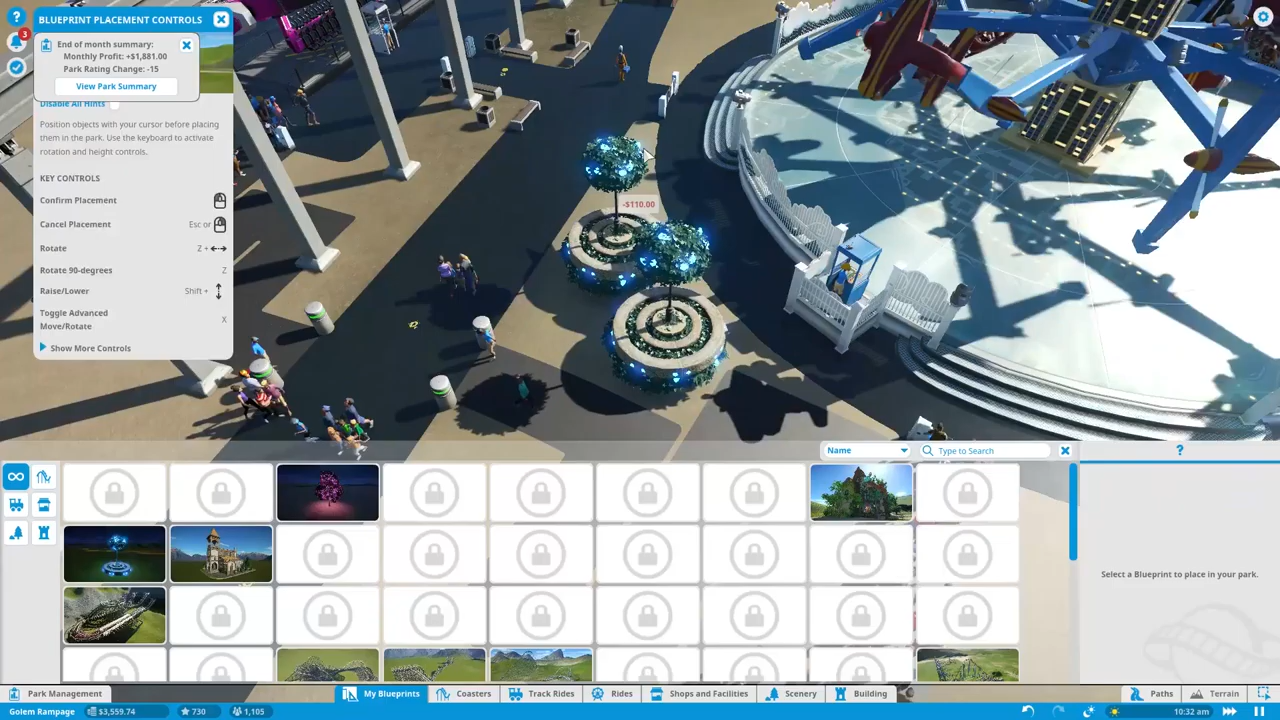 ?
BLUEPRINT PLACEMENT CONTROLS
3
End of month summary:
Monthly Profit: +$1,881.00
Park Rating Change: -15
View Park Summary
Disable All Hints
Position objects with your cursor before placing
them in the park. Use the keyboard to activate
rotation and height controls.
KEY CONTROLS
Confirm Placement
Cancel Placement Esc or
Rotate Z +
Rotate 90-degrees Z
Raise/Lower Shift +
Toggle Advanced
Move/Rotate X
Show More Controls
-$110.00
Name Type to Search ?
Select a Blueprint to place in your park.
Park Management My Blueprints Coasters Track Rides Rides Shops and Facilities Scenery Building Paths Terrain
Golem Rampage $3,559.74 730 1,105 10:32 am